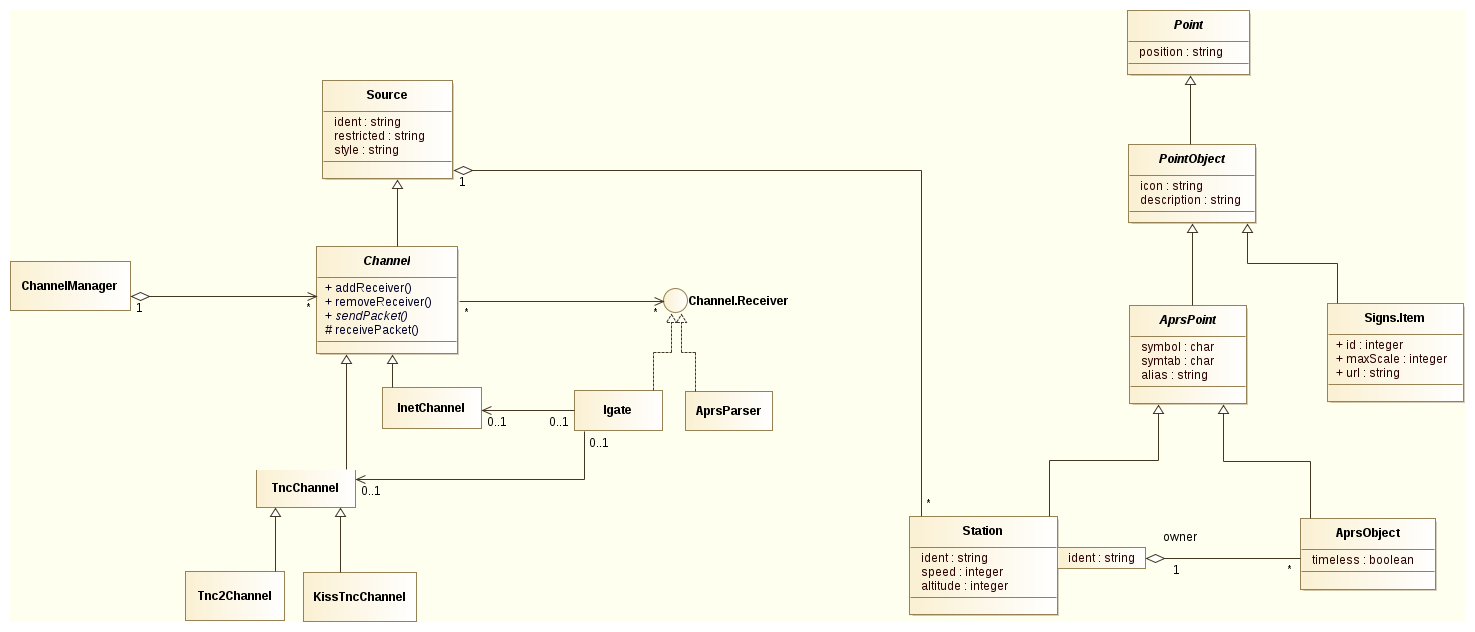 Point
position : string
Source
ident : string
restricted : string
style : string
1
PointObject
icon : string
description : string
ChannelManager
1
*
Channel
+ addReceiver()
+ removeReceiver()
+ sendPacket()
# receivePacket()
*
*
Channel.Receiver
AprsPoint
symbol : char
symtab : char
alias : string
Signs.Item
+ id : integer
+ maxScale : integer
+ url : string
InetChannel
0..1
0..1
Igate
0..1
AprsParser
TncChannel
0..1
*
Station
ident : string
speed : integer
altitude : integer
ident : string
owner
1
*
AprsObject
timeless : boolean
Tnc2Channel
KissTncChannel